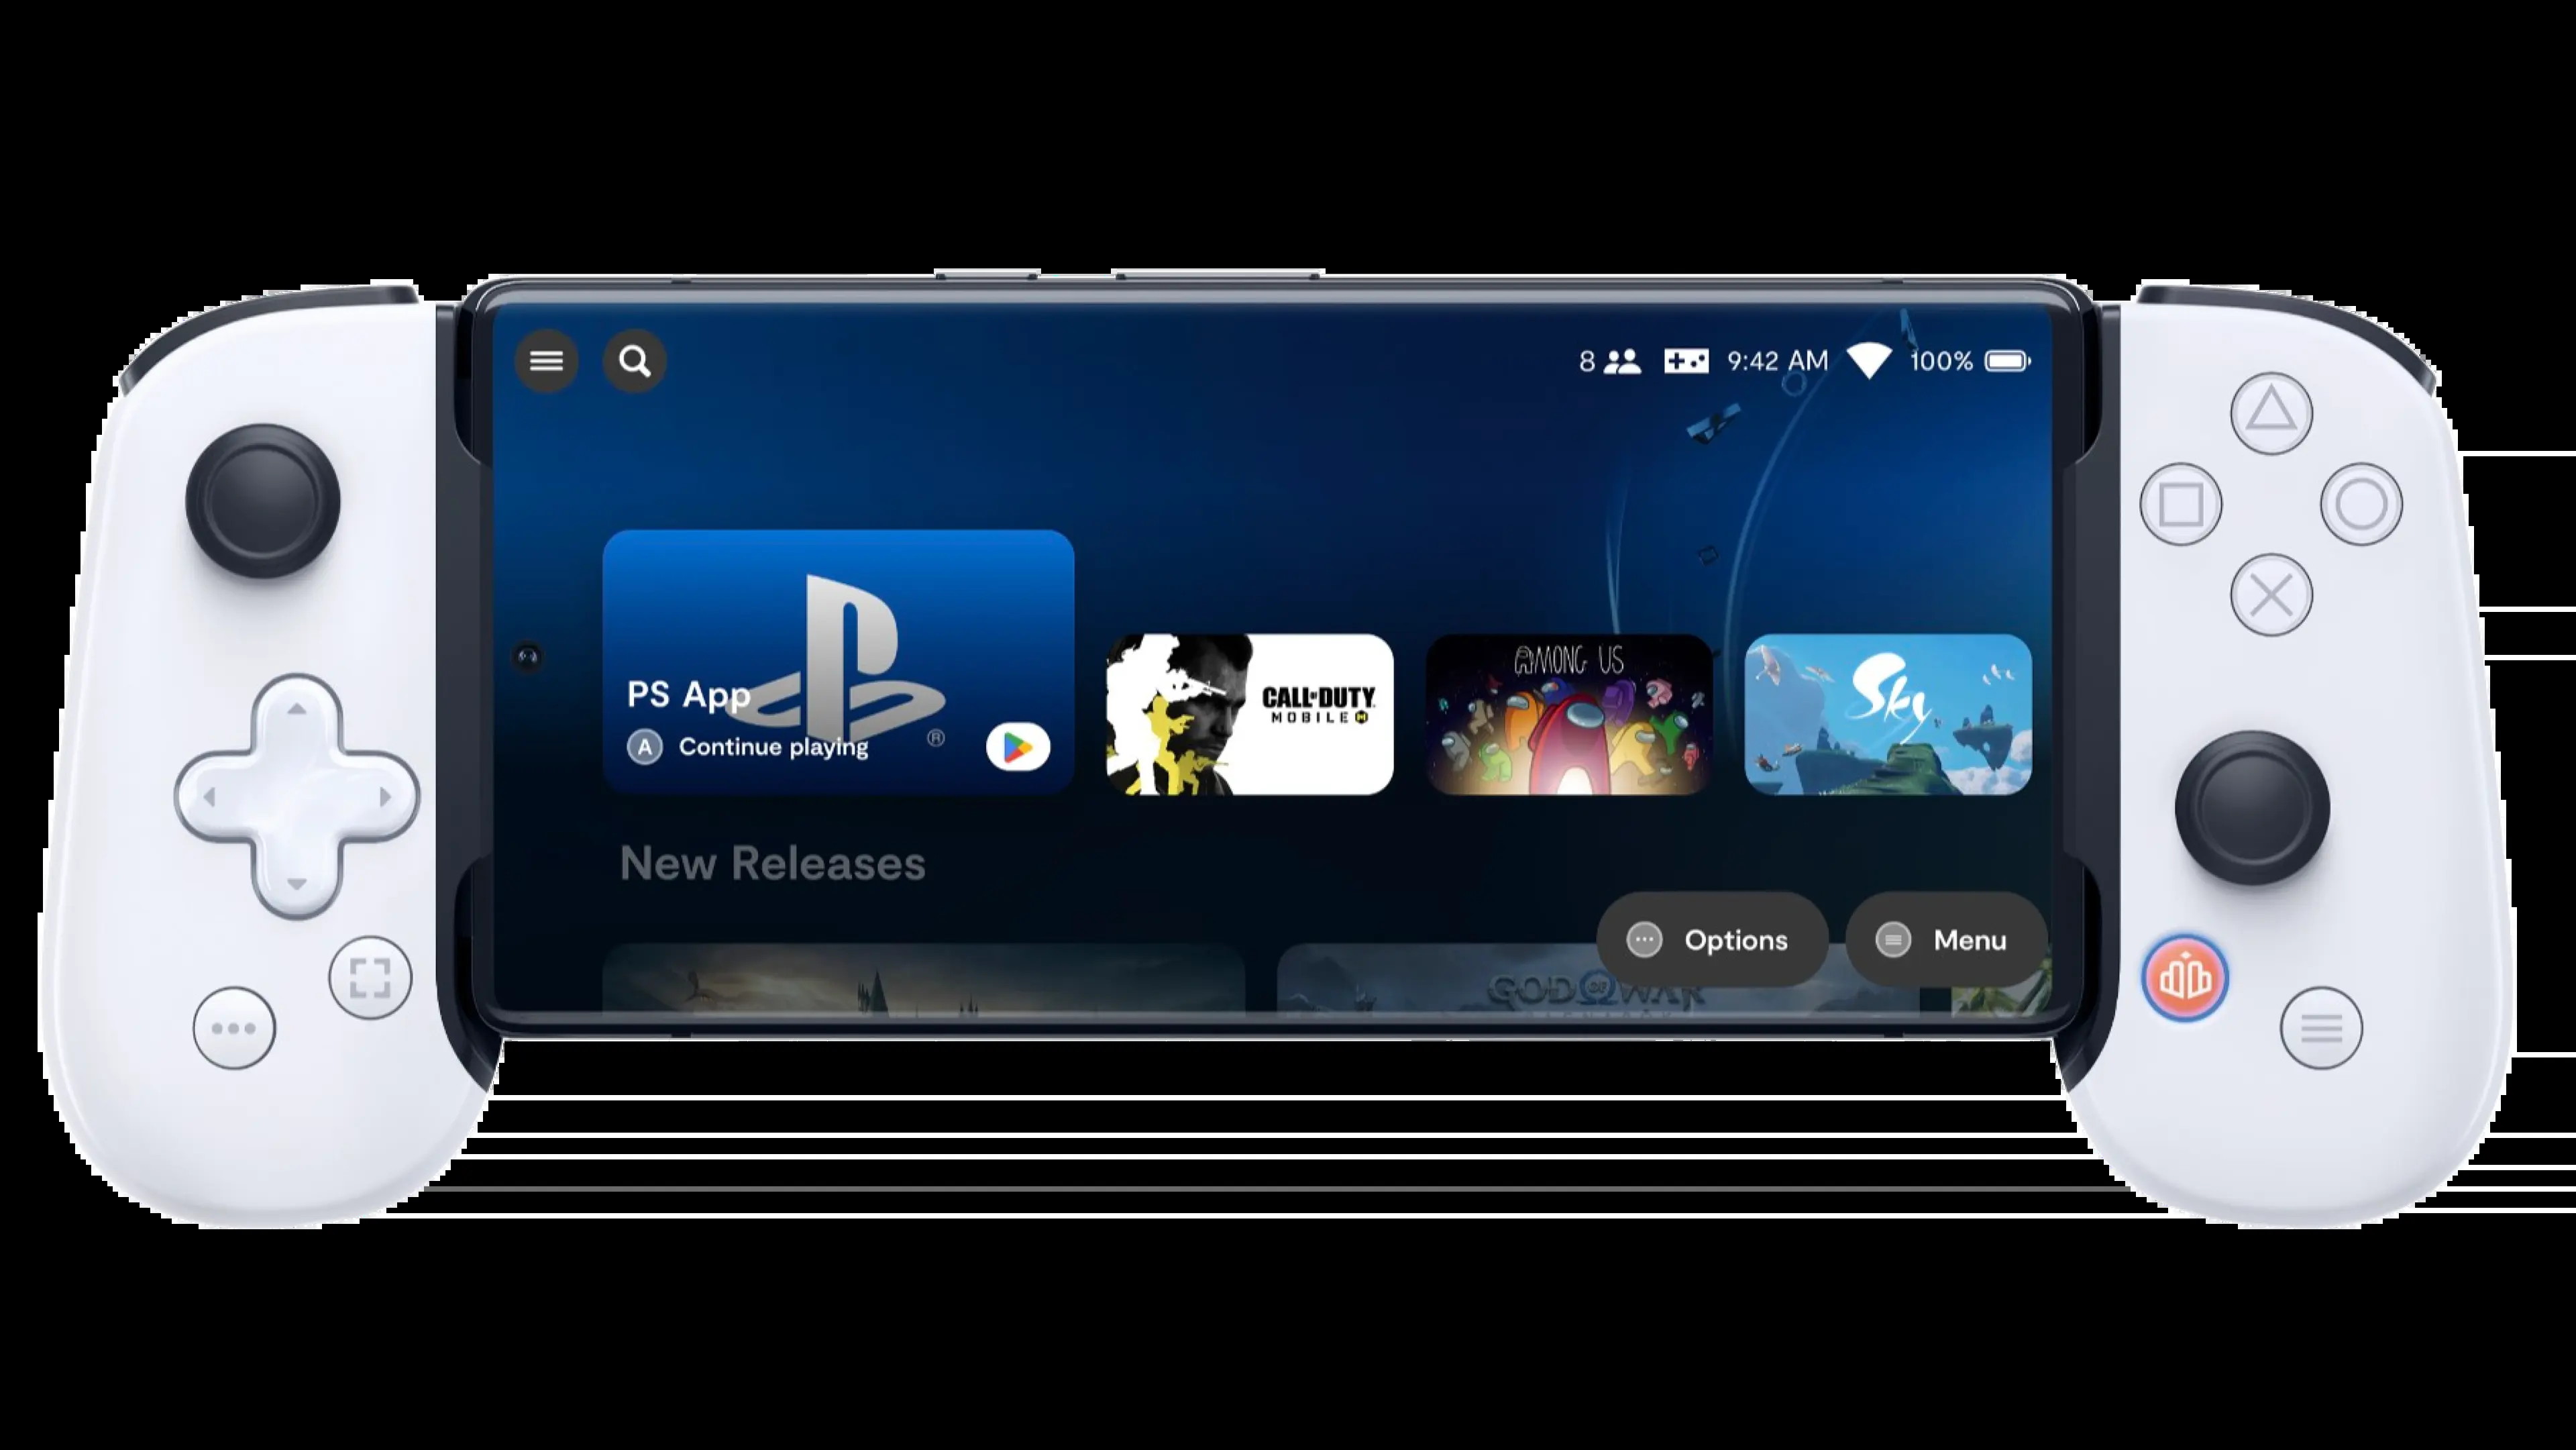 8
9:42 AM
100%
PS App
A Continue playing
®
CALL OF DUTY
MOBILE
AMONG US
Sky
New Releases
Options
Menu
GOD OF WAR